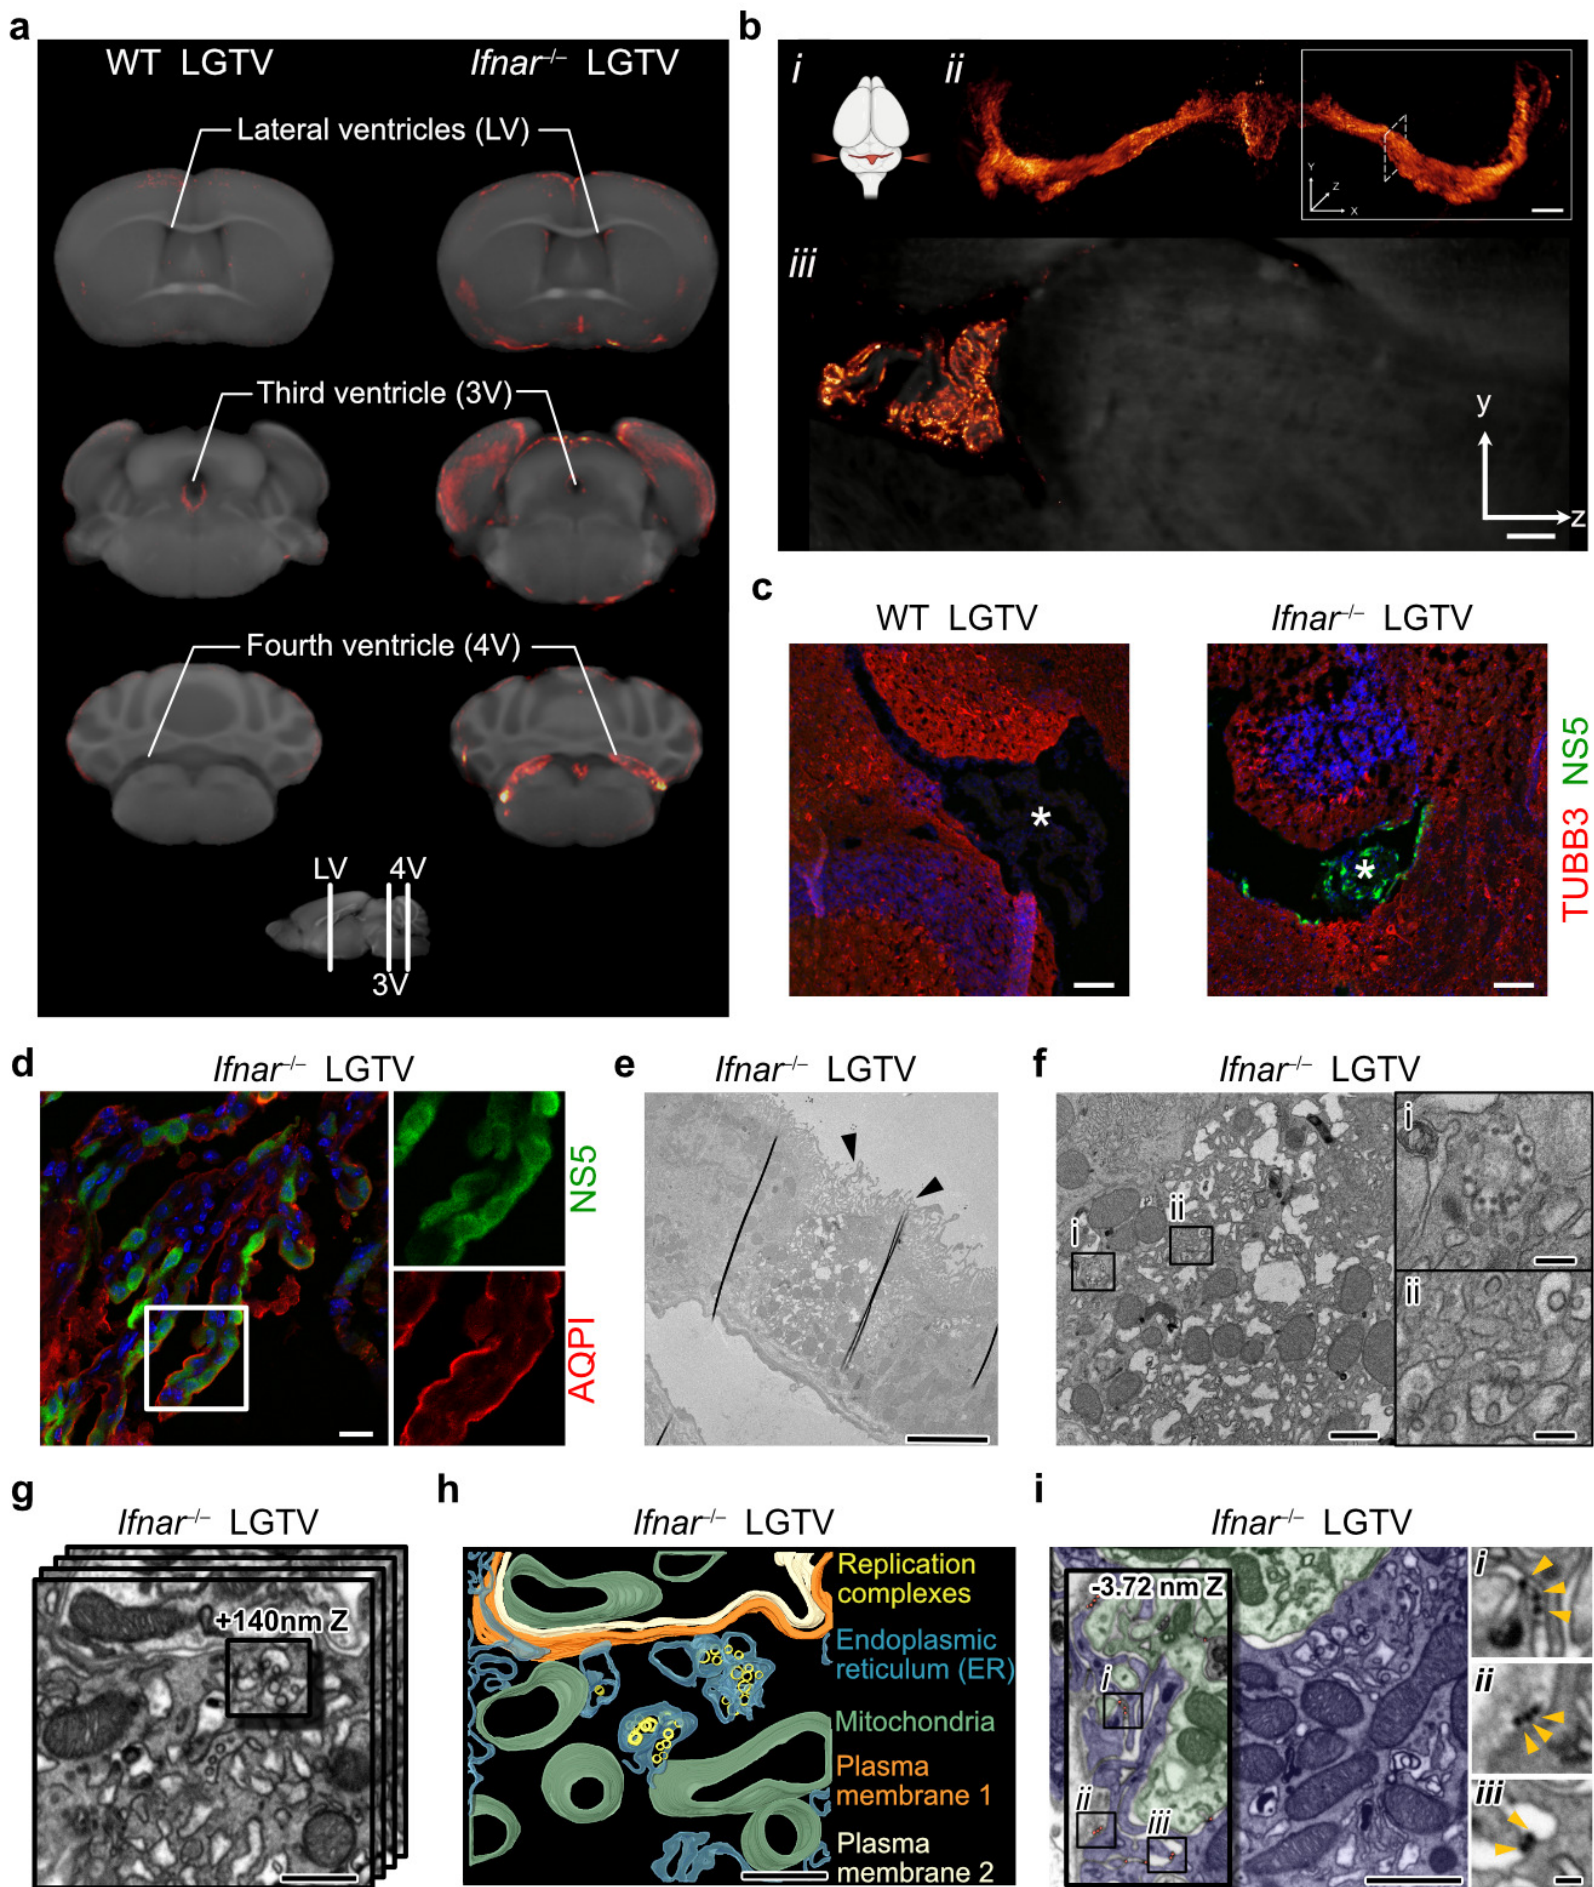 a
WT LGTV
Ifnar–/– LGTV
Lateral ventricles (LV)
Third ventricle (3V)
Fourth ventricle (4V)
LV
4V
3V
b
i
ii
Y
Z
X
iii
y
z
c
WT LGTV
Ifnar–/– LGTV
*
*
TUBB3 NS5
d
Ifnar–/– LGTV
NS5
AQPI
e
Ifnar–/– LGTV
f
Ifnar–/– LGTV
i
ii
i
ii
g
Ifnar–/– LGTV
+140nm Z
h
Ifnar–/– LGTV
Replication
complexes
Endoplasmic
reticulum (ER)
Mitochondria
Plasma
membrane 1
Plasma
membrane 2
i
Ifnar–/– LGTV
-3.72 nm Z
i
ii
iii
i
ii
iii